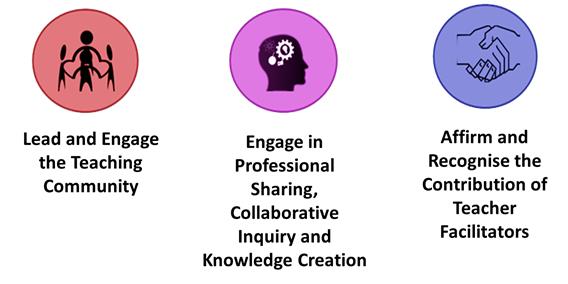 Lead and Engage
the Teaching
Community
Engage in
Professional
Sharing,
Collaborative
Inquiry and
Knowledge Creation
Affirm and
Recognise the
Contribution of
Teacher
Facilitators